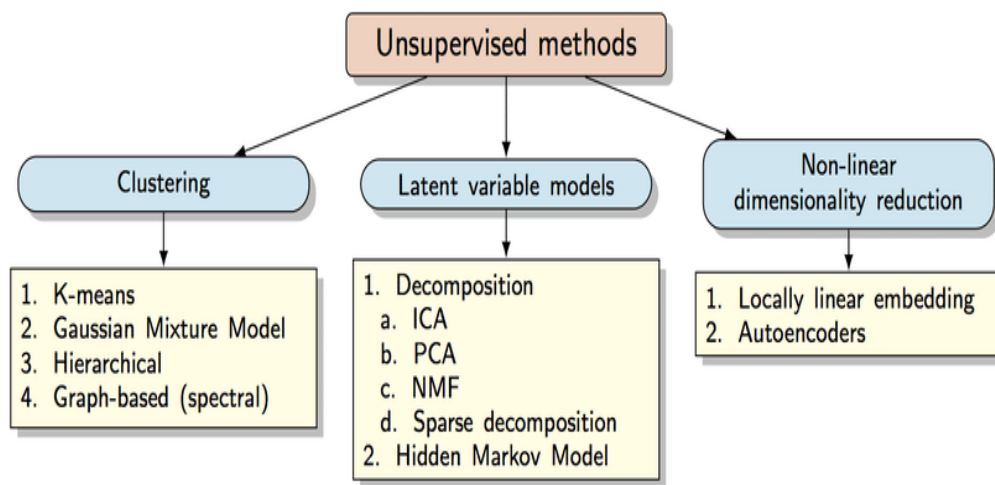 Unsupervised methods
Clustering
1. K-means
2. Gaussian Mixture Model
3. Hierarchical
4. Graph-based (spectral)
Latent variable models
1. Decomposition
a. ICA
b. PCA
c. NMF
d. Sparse decomposition
2. Hidden Markov Model
Non-linear
dimensionality reduction
1. Locally linear embedding
2. Autoencoders